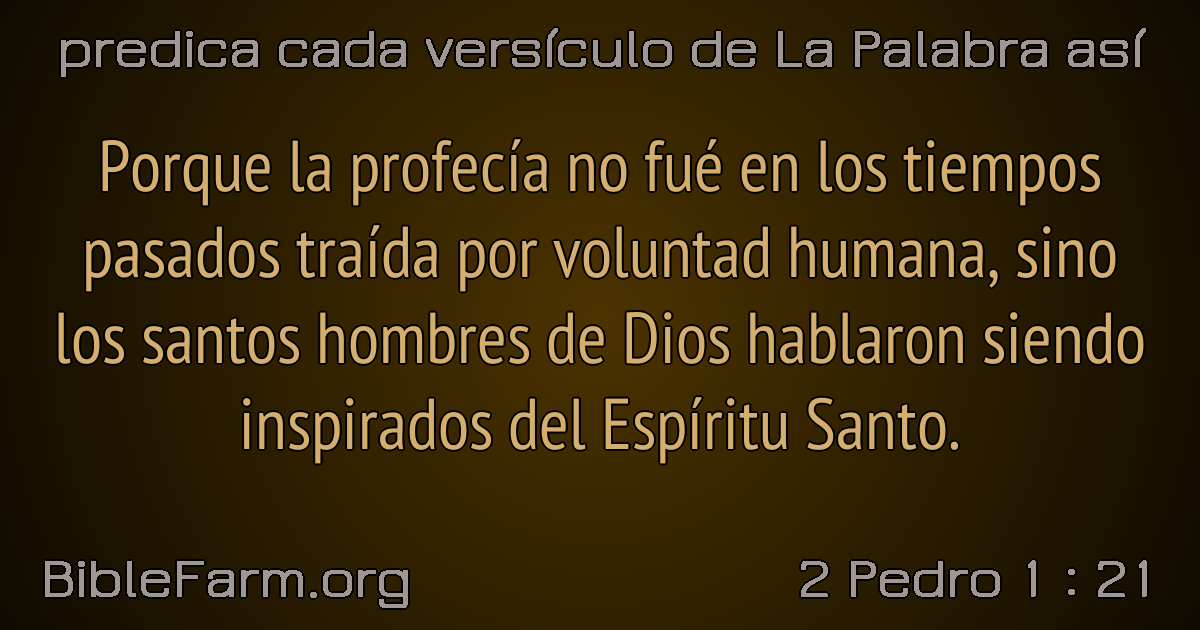 predica cada versículo de La Palabra así
Porque la profecía no fué en los tiempos
pasados traída por voluntad humana, sino
los santos hombres de Dios hablaron siendo
inspirados del Espíritu Santo.
BibleFarm.org
2 Pedro 1 : 21